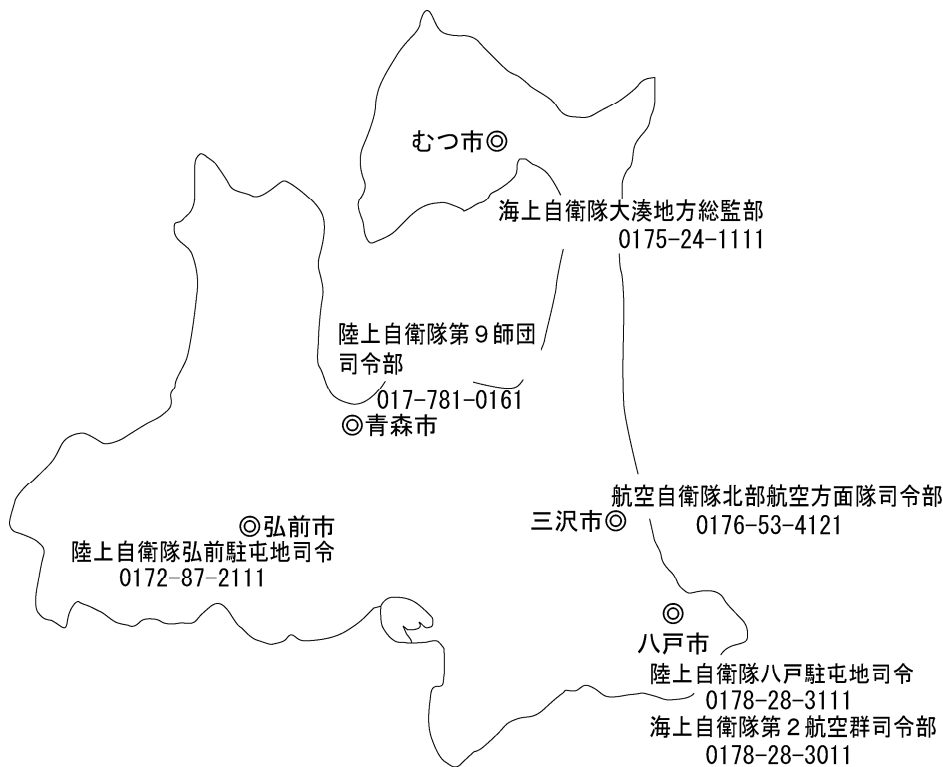 むつ市◎
海上自衛隊大湊地方総監部
0175-24-1111
陸上自衛隊第９師団
司令部
017-781-0161
◎青森市
航空自衛隊北部航空方面隊司令部
三沢市◎
0176-53-4121
◎弘前市
陸上自衛隊弘前駐屯地司令
0172-87-2111
◎
八戸市
陸上自衛隊八戸駐屯地司令
0178-28-3111
海上自衛隊第２航空群司令部
0178-28-3011